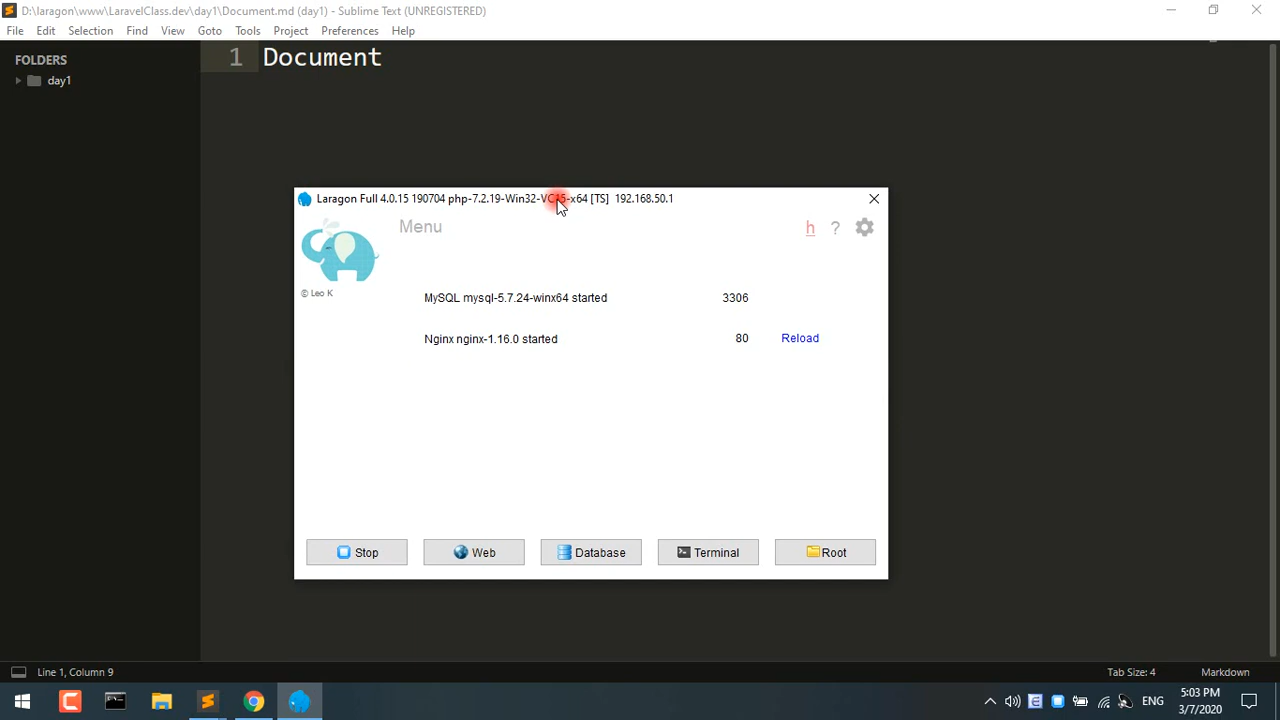 D:\laragon\www\LaravelClass.dev\day1\Document.md (day1) - Sublime Text (UNREGISTERED)
File Edit Selection Find View Goto Tools Project Preferences Help
FOLDERS
day1
1 Document
Laragon Full 4.0.15 190704 php-7.2.19-Win32-VC15-x64 [TS] 192.168.50.1
Menu
h ?
© Leo K
MySQL mysql-5.7.24-winx64 started 3306
Nginx nginx-1.16.0 started 80 Reload
Stop Web Database Terminal Root
Line 1, Column 9 Tab Size: 4 Markdown
ENG
5:03 PM
3/7/2020